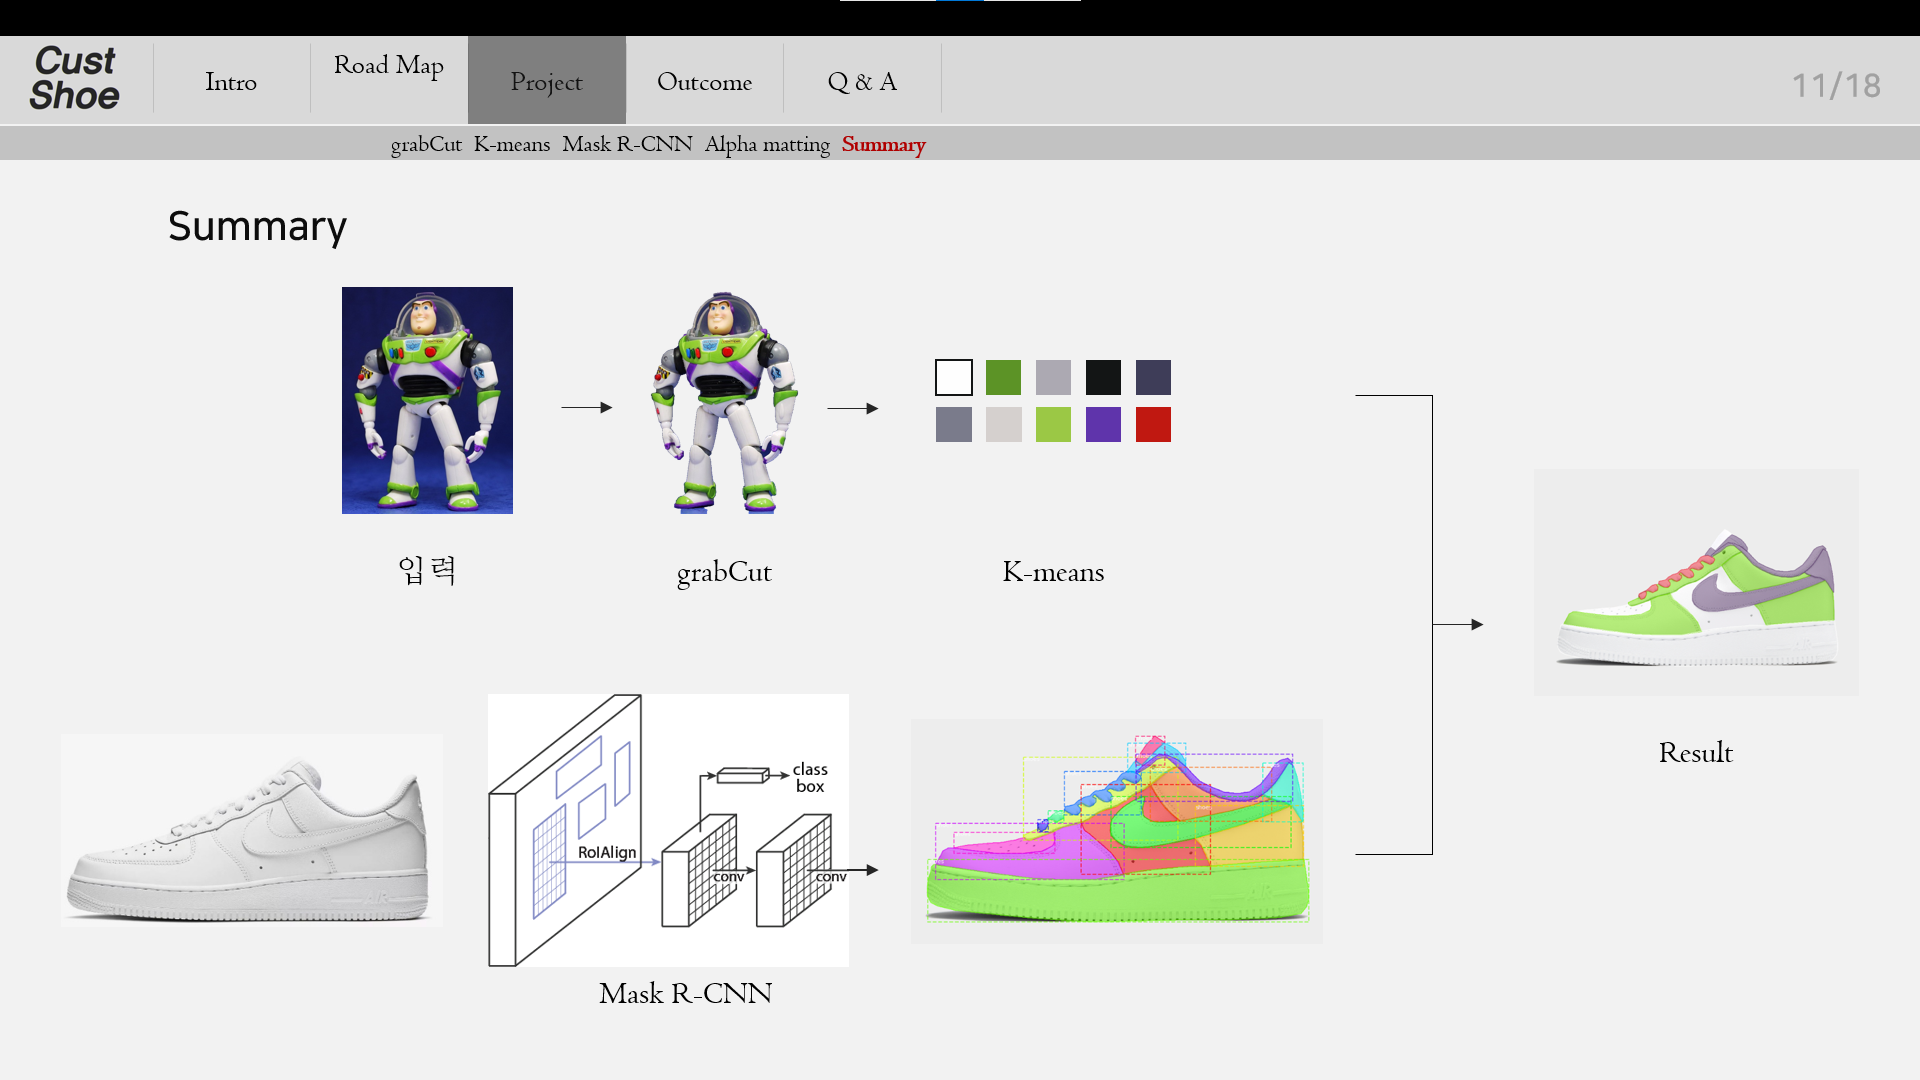 Cust
Shoe
Intro
Road Map
Project
Outcome
Q & A
11/18
grabCut K-means Mask R-CNN Alpha matting Summary
Summary
입력
grabCut
K-means
Result
class
box
RoIAlign
conv
conv
Mask R-CNN